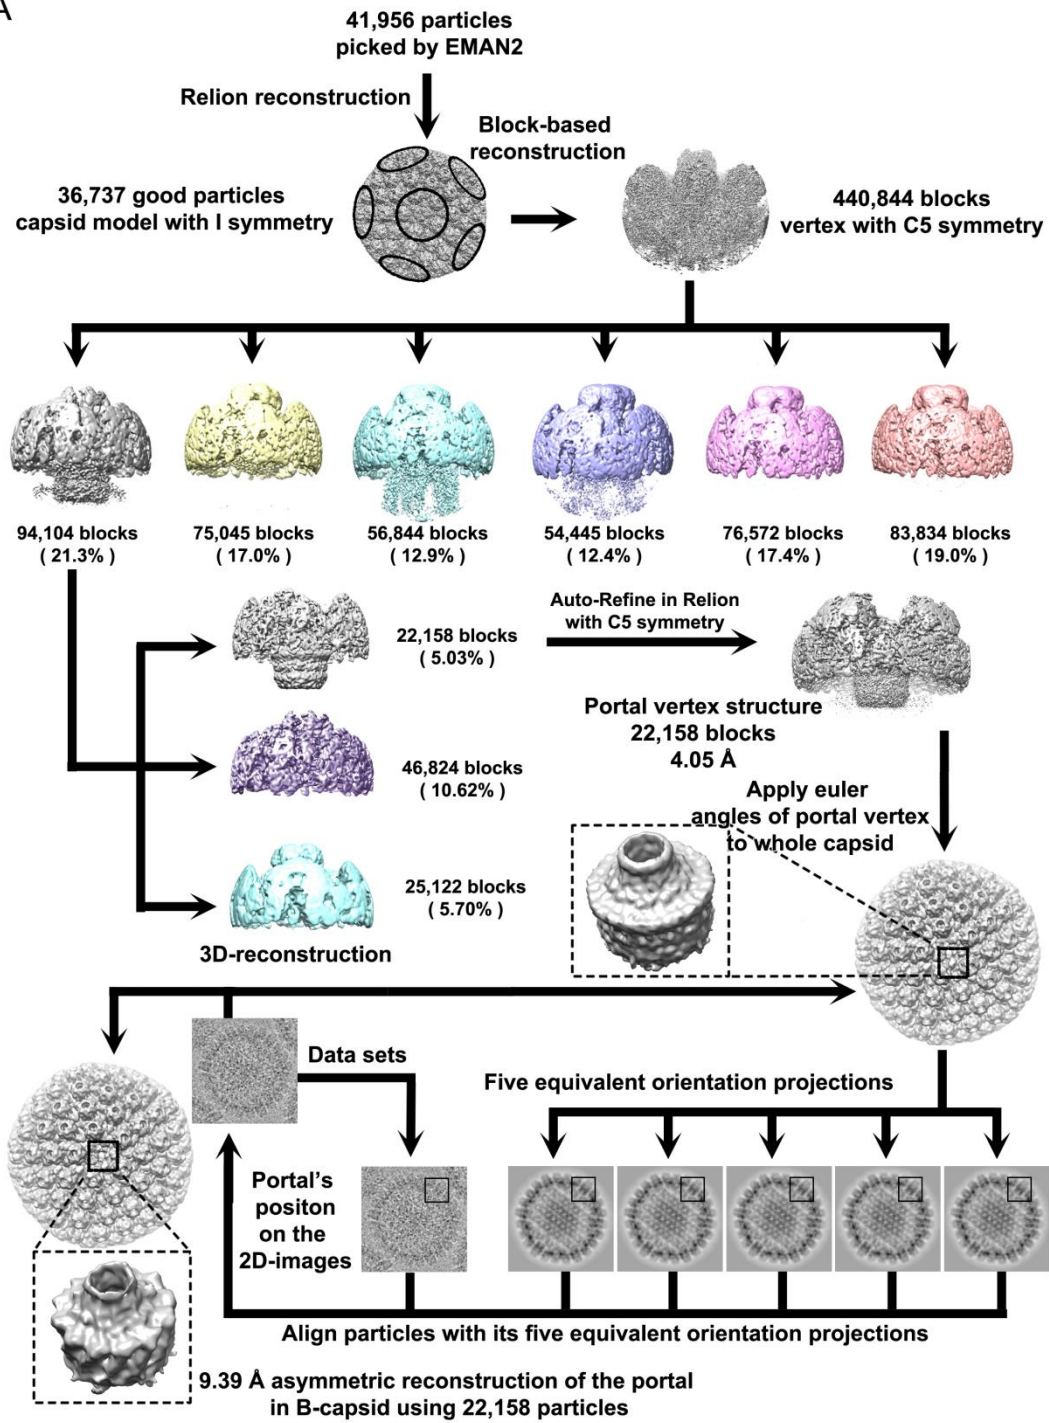 A
41,956 particles
picked by EMAN2
Relion reconstruction
Block-based
reconstruction
36,737 good particles
capsid model with I symmetry
440,844 blocks
vertex with C5 symmetry
94,104 blocks
( 21.3% )
75,045 blocks
( 17.0% )
56,844 blocks
( 12.9% )
54,445 blocks
( 12.4% )
76,572 blocks
( 17.4% )
83,834 blocks
( 19.0% )
22,158 blocks
( 5.03% )
Auto-Refine in Relion
with C5 symmetry
Portal vertex structure
22,158 blocks
4.05 Å
46,824 blocks
( 10.62% )
Apply euler
angles of portal vertex
to whole capsid
25,122 blocks
( 5.70% )
3D-reconstruction
Data sets
Five equivalent orientation projections
Portal's
positon
on the
2D-images
Align particles with its five equivalent orientation projections
9.39 Å asymmetric reconstruction of the portal
in B-capsid using 22,158 particles